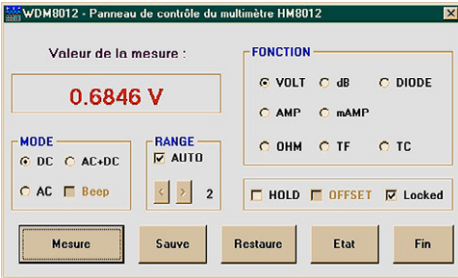 WDM8012 - Panneau de contrôle du multimètre HM8012
Valeur de la mesure :
0.6846 V
FONCTION
VOLT dB DIODE
AMP mAMP
OHM TF TC
MODE
DC AC+DC
AC Beep
RANGE
AUTO
< > 2
HOLD OFFSET Locked
Mesure Sauve Restaure Etat Fin